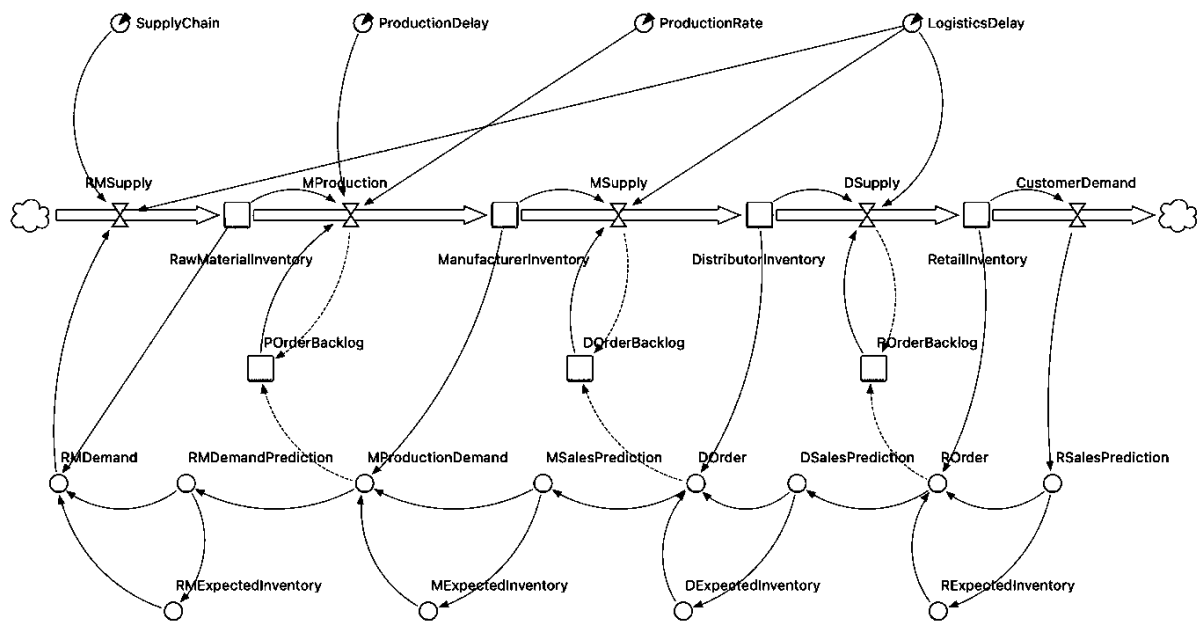 SupplyChain
ProductionDelay
ProductionRate
LogisticsDelay
RMSupply
MProduction
MSupply
DSupply
CustomerDemand
RawMaterialInventory
ManufacturerInventory
DistributorInventory
RetailInventory
POrderBacklog
DOrderBacklog
ROrderBacklog
RMDemand
RMDemandPrediction
MProductionDemand
MSalesPrediction
DOrder
DSalesPrediction
ROrder
RSalesPrediction
RMExpectedInventory
MExpectedInventory
DExpectedInventory
RExpectedInventory